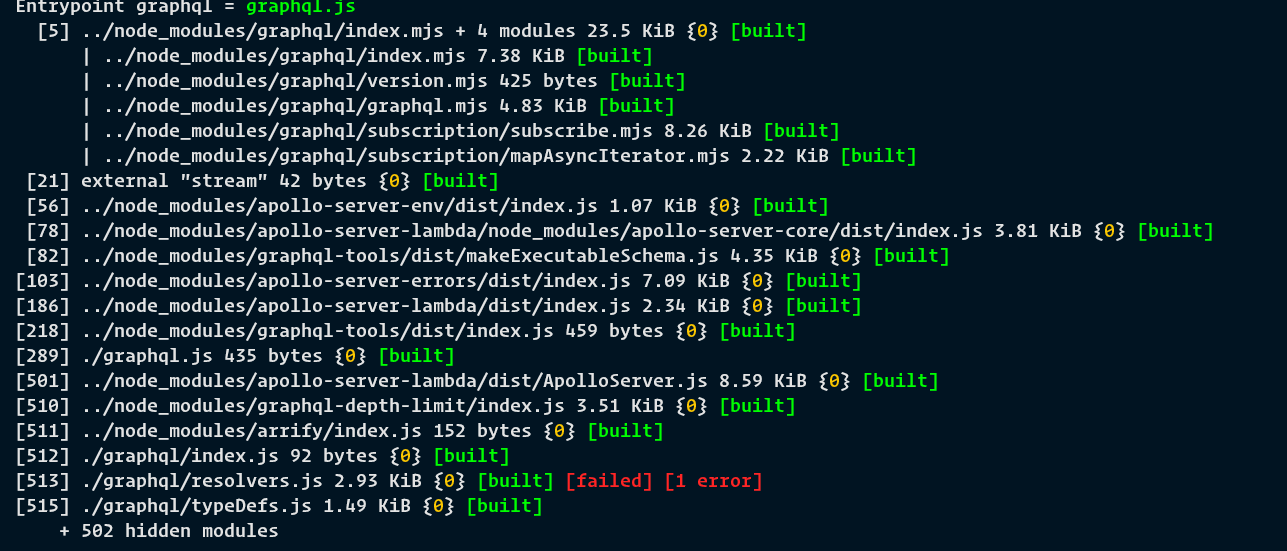 Entrypoint graphql = graphql.js
[5] ../node_modules/graphql/index.mjs + 4 modules 23.5 KiB {0} [built]
| ../node_modules/graphql/index.mjs 7.38 KiB [built]
| ../node_modules/graphql/version.mjs 425 bytes [built]
| ../node_modules/graphql/graphql.mjs 4.83 KiB [built]
| ../node_modules/graphql/subscription/subscribe.mjs 8.26 KiB [built]
| ../node_modules/graphql/subscription/mapAsyncIterator.mjs 2.22 KiB [built]
[21] external "stream" 42 bytes {0} [built]
[56] ../node_modules/apollo-server-env/dist/index.js 1.07 KiB {0} [built]
[78] ../node_modules/apollo-server-lambda/node_modules/apollo-server-core/dist/index.js 3.81 KiB {0} [built]
[82] ../node_modules/graphql-tools/dist/makeExecutableSchema.js 4.35 KiB {0} [built]
[103] ../node_modules/apollo-server-errors/dist/index.js 7.09 KiB {0} [built]
[186] ../node_modules/apollo-server-lambda/dist/index.js 2.34 KiB {0} [built]
[218] ../node_modules/graphql-tools/dist/index.js 459 bytes {0} [built]
[289] ./graphql.js 435 bytes {0} [built]
[501] ../node_modules/apollo-server-lambda/dist/ApolloServer.js 8.59 KiB {0} [built]
[510] ../node_modules/graphql-depth-limit/index.js 3.51 KiB {0} [built]
[511] ../node_modules/arrify/index.js 152 bytes {0} [built]
[512] ./graphql/index.js 92 bytes {0} [built]
[513] ./graphql/resolvers.js 2.93 KiB {0} [built] [failed] [1 error]
[515] ./graphql/typeDefs.js 1.49 KiB {0} [built]
+ 502 hidden modules